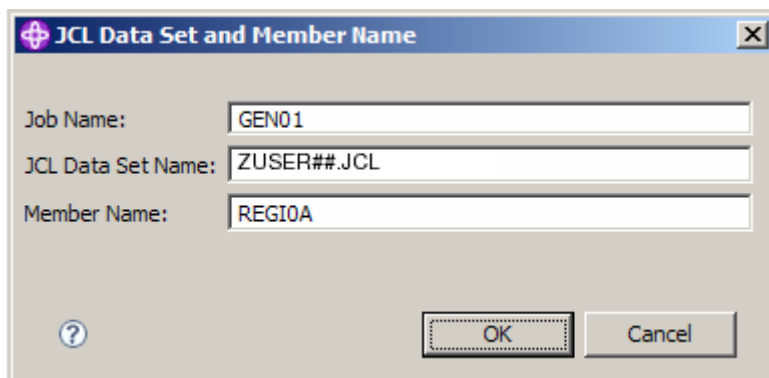 JCL Data Set and Member Name
Job Name: GEN01
JCL Data Set Name: ZUSER##.JCL
Member Name: REGI0A
? OK Cancel